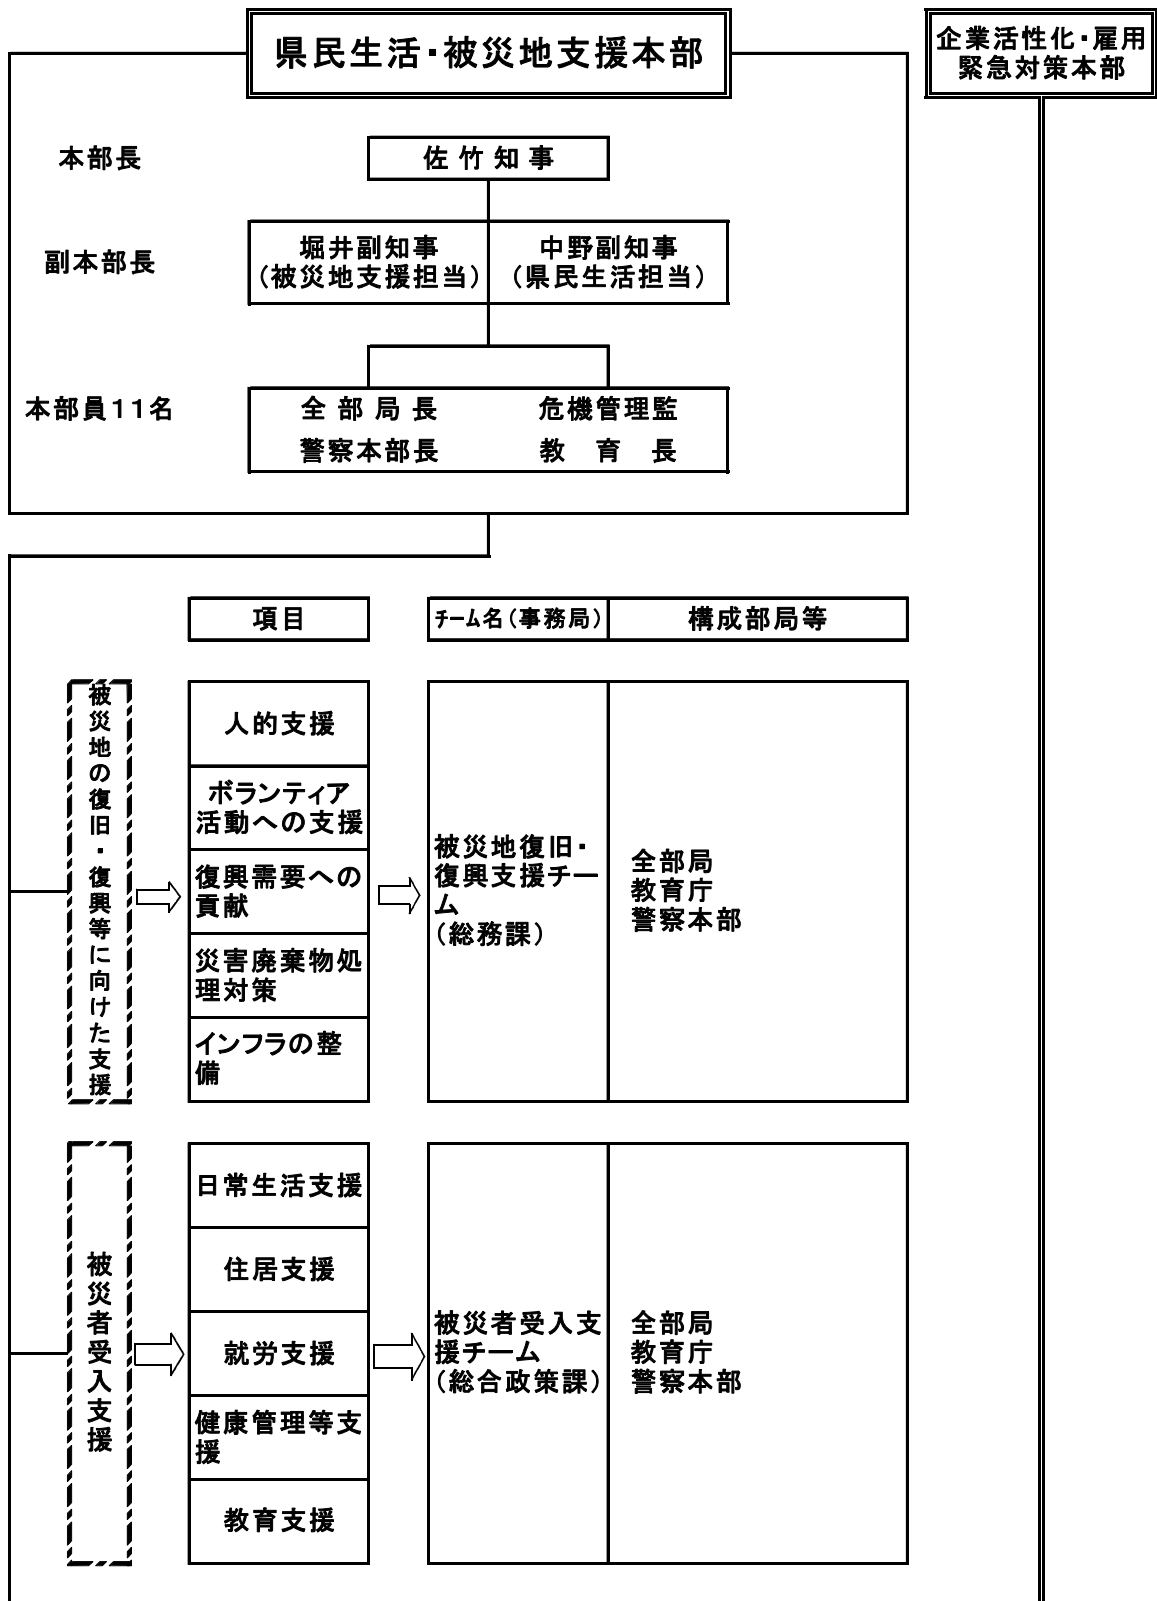 県民生活・被災地支援本部
企業活性化・雇用
緊急対策本部
本部長
佐竹知事
副本部長
堀井副知事
（被災地支援担当）
中野副知事
（県民生活担当）
本部員11名
全部局長
危機管理監
警察本部長
教育長
項目
チーム名（事務局）
構成部局等
被災地の復旧・復興等に向けた支援
人的支援
ボランティア
活動への支援
復興需要への
貢献
災害廃棄物処
理対策
インフラの整
備
被災地復旧・
復興支援チー
ム
（総務課）
全部局
教育庁
警察本部
被災者受入支援
日常生活支援
住居支援
就労支援
健康管理等支
援
教育支援
被災者受入支
援チーム
（総合政策課）
全部局
教育庁
警察本部